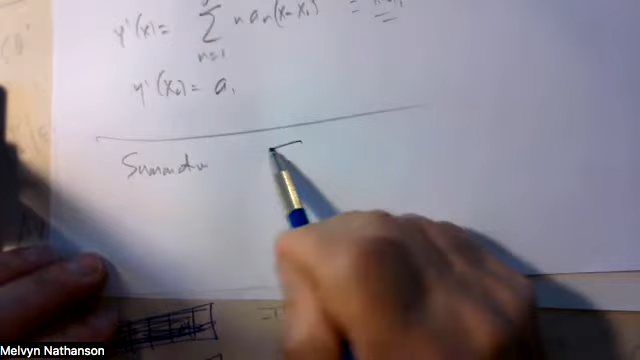 y'(x) = ∑ n aₙ (x-x₀)
n=1
y'(x₀) = a₁
Summation
Melvyn Nathanson